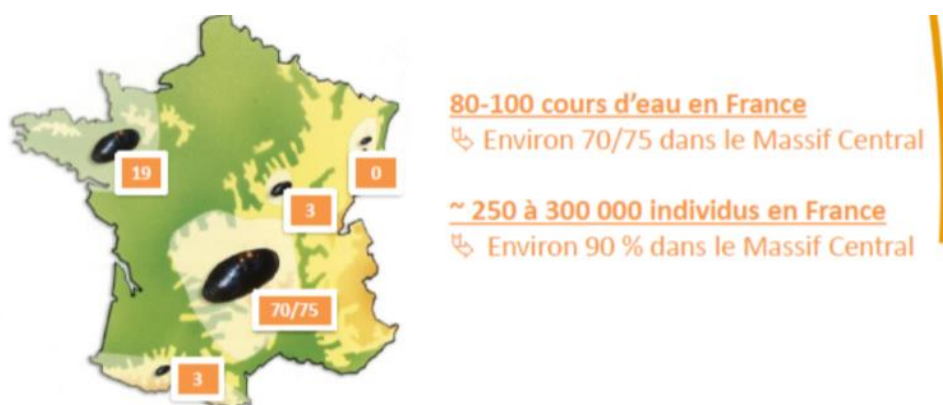 80-100 cours d'eau en France
↳ Environ 70/75 dans le Massif Central
~ 250 à 300 000 individus en France
↳ Environ 90 % dans le Massif Central
19
0
3
70/75
3